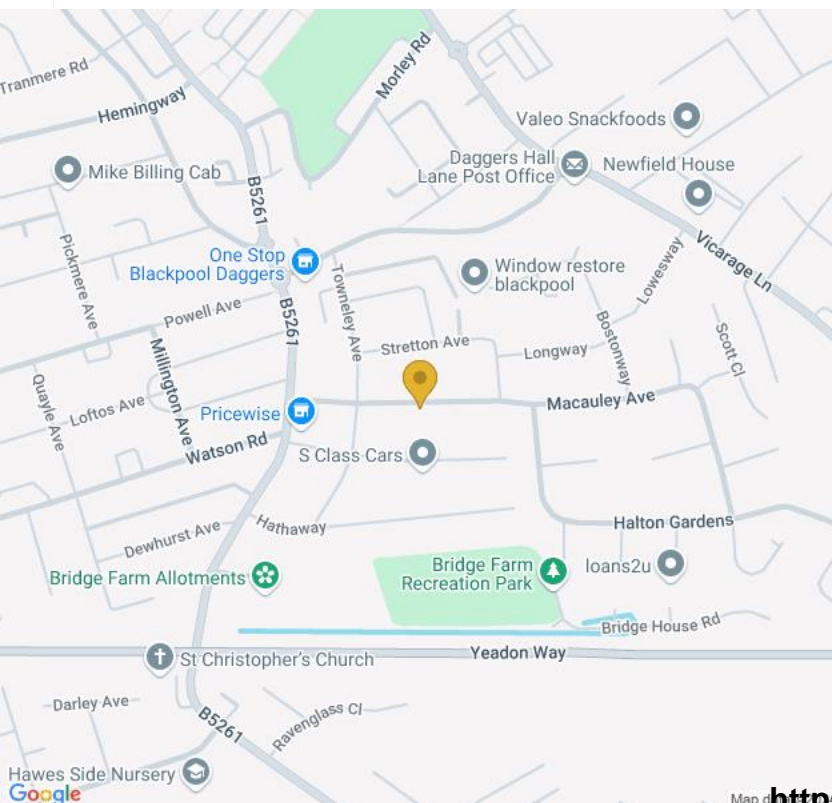 Tranmere Rd
Hemingway
Morley Rd
Valeo Snackfoods
Daggers Hall
Lane Post Office
Newfield House
Mike Billing Cab
B5261
Pickmere Ave
One Stop
Blackpool Daggers
Towneley Ave
Window restore
blackpool
Lowesway
Vicarage Ln
Powell Ave
B5261
Stretton Ave
Longway
Bostonway
Scott Cl
Millington Ave
Quayle Ave
Loftos Ave
Pricewise
Macauley Ave
Watson Rd
S Class Cars
Dewhurst Ave
Hathaway
Halton Gardens
Bridge Farm Allotments
Bridge Farm
Recreation Park
loans2u
Bridge House Rd
Yeadon Way
St Christopher's Church
Darley Ave
B5261
Ravenglass Cl
Hawes Side Nursery
Google
Map d
http